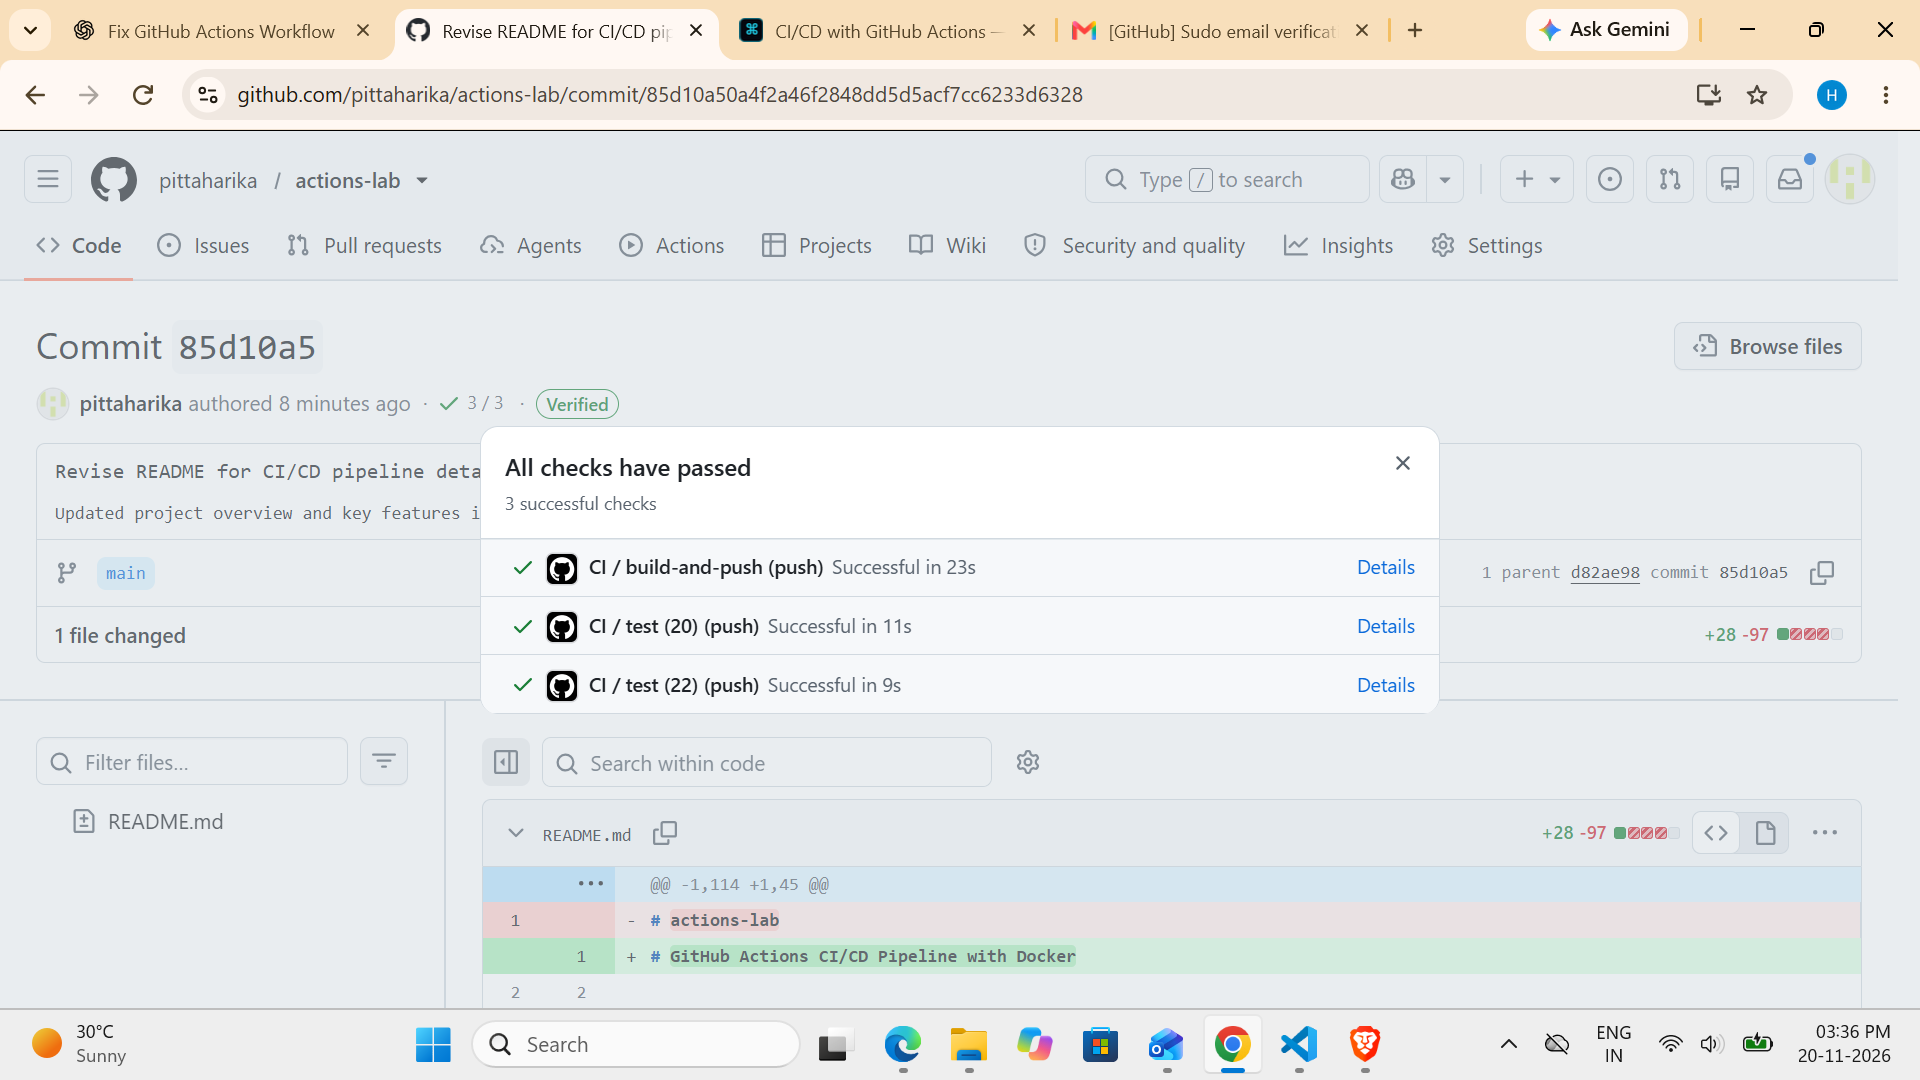 Fix GitHub Actions Workflow
Revise README for CI/CD pip
CI/CD with GitHub Actions —
[GitHub] Sudo email verificat
Ask Gemini
github.com/pittaharika/actions-lab/commit/85d10a50a4f2a46f2848dd5d5acf7cc6233d6328
H
pittaharika / actions-lab
Type / to search
Code
Issues
Pull requests
Agents
Actions
Projects
Wiki
Security and quality
Insights
Settings
Commit 85d10a5
Browse files
pittaharika authored 8 minutes ago · 3 / 3 · Verified
Revise README for CI/CD pipeline deta
Updated project overview and key features i
All checks have passed
3 successful checks
CI / build-and-push (push) Successful in 23s Details
CI / test (20) (push) Successful in 11s Details
CI / test (22) (push) Successful in 9s Details
main
1 parent d82ae98 commit 85d10a5
1 file changed
+28 -97
Filter files...
Search within code
README.md
README.md
+28 -97
@@ -1,114 +1,45 @@
1 - # actions-lab
1 + # GitHub Actions CI/CD Pipeline with Docker
2 2
30°C
Sunny
Search
ENG
IN
03:36 PM
20-11-2026